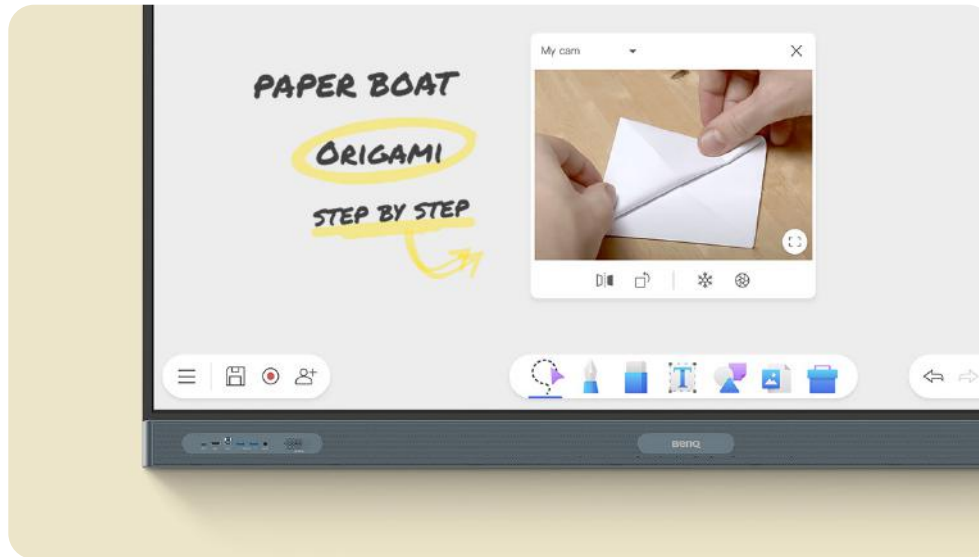 PAPER BOAT
ORIGAMI
STEP BY STEP
My cam
T
BenQ